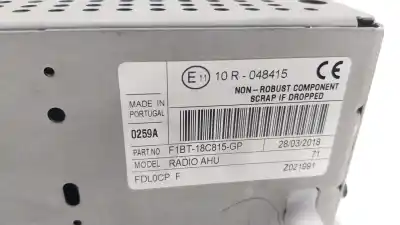 E11 10 R - 048415 CE
NON - ROBUST COMPONENT
SCRAP IF DROPPED
MADE IN
PORTUGAL
0259A
PART NO F1BT-18C815-GP 28/03/2018
MODEL RADIO AHU 71
FDL0CP F Z021991